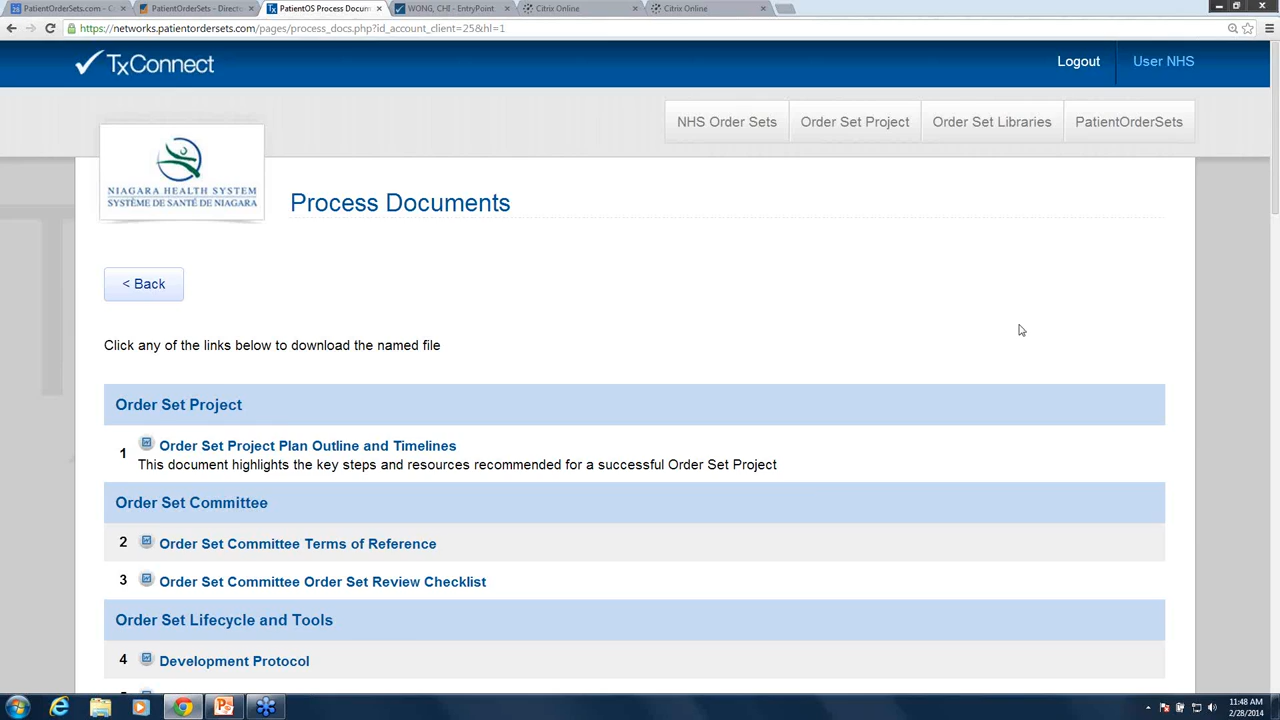 PatientOrderSets.com - C
PatientOrderSets - Directo
PatientOS Process Docum
WONG, CHI - EntryPoint
Citrix Online
Citrix Online
https://networks.patientordersets.com/pages/process_docs.php?id_account_client=25&hl=1
TxConnect
Logout
User NHS
NHS Order Sets
Order Set Project
Order Set Libraries
PatientOrderSets
NIAGARA HEALTH SYSTEM
SYSTÈME DE SANTÉ DE NIAGARA
Process Documents
< Back
Click any of the links below to download the named file
Order Set Project
1 Order Set Project Plan Outline and Timelines
This document highlights the key steps and resources recommended for a successful Order Set Project
Order Set Committee
2 Order Set Committee Terms of Reference
3 Order Set Committee Order Set Review Checklist
Order Set Lifecycle and Tools
4 Development Protocol
11:48 AM
2/28/2014